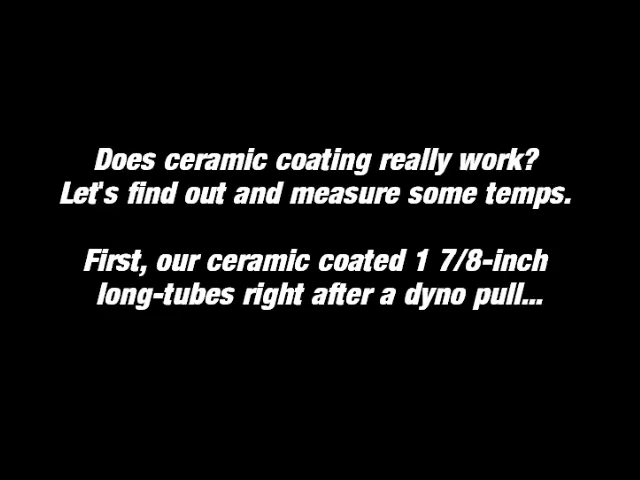 Does ceramic coating really work?
Let's find out and measure some temps.
First, our ceramic coated 1 7/8-inch
long-tubes right after a dyno pull...